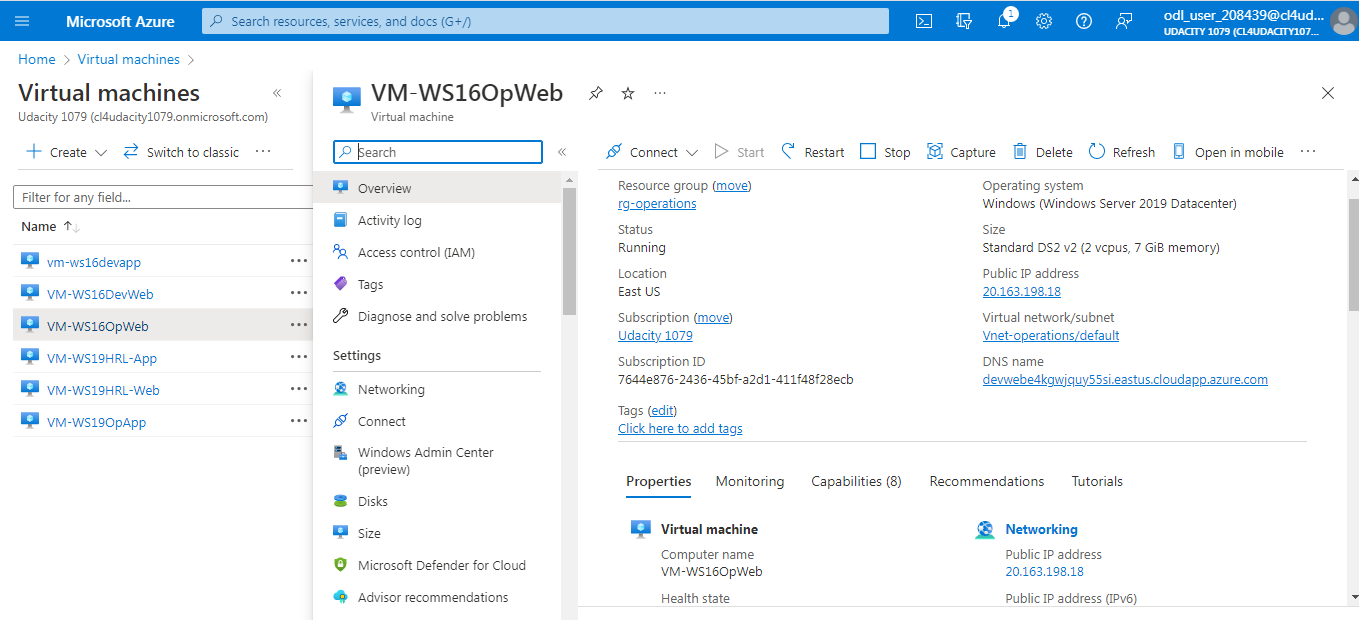 Microsoft Azure
Search resources, services, and docs (G+/)
1
odl_user_208439@cl4ud...
UDACITY 1079 (CL4UDACITY107...
Home > Virtual machines >
Virtual machines
Udacity 1079 (cl4udacity1079.onmicrosoft.com)
Create
Switch to classic
...
Filter for any field...
Name ↑↓
vm-ws16devapp
VM-WS16DevWeb
VM-WS16OpWeb
VM-WS19HRL-App
VM-WS19HRL-Web
VM-WS19OpApp
VM-WS16OpWeb
Virtual machine
Search
Overview
Activity log
Access control (IAM)
Tags
Diagnose and solve problems
Settings
Networking
Connect
Windows Admin Center
(preview)
Disks
Size
Microsoft Defender for Cloud
Advisor recommendations
Connect
Start
Restart
Stop
Capture
Delete
Refresh
Open in mobile
...
Resource group (move)
rg-operations
Status
Running
Location
East US
Subscription (move)
Udacity 1079
Subscription ID
7644e876-2436-45bf-a2d1-411f48f28ecb
Tags (edit)
Click here to add tags
Operating system
Windows (Windows Server 2019 Datacenter)
Size
Standard DS2 v2 (2 vcpus, 7 GiB memory)
Public IP address
20.163.198.18
Virtual network/subnet
Vnet-operations/default
DNS name
devwebe4kgwjquy55si.eastus.cloudapp.azure.com
Properties
Monitoring
Capabilities (8)
Recommendations
Tutorials
Virtual machine
Computer name
VM-WS16OpWeb
Health state
Networking
Public IP address
20.163.198.18
Public IP address (IPv6)